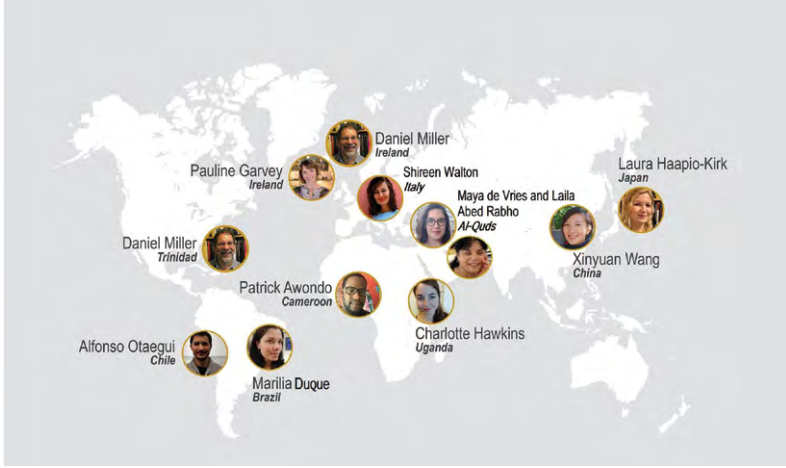 Daniel Miller
Ireland
Pauline Garvey
Ireland
Shireen Walton
Italy
Laura Haapio-Kirk
Japan
Maya de Vries and Laila
Abed Rabho
Al-Quds
Daniel Miller
Trinidad
Xinyuan Wang
China
Patrick Awondo
Cameroon
Charlotte Hawkins
Uganda
Alfonso Otaegui
Chile
Marilia Duque
Brazil